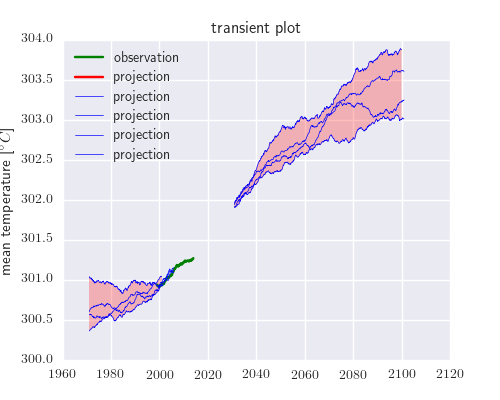 transient plot
304.0
303.5
303.0
302.5
302.0
301.5
301.0
300.5
300.0
mean temperature [°C]
observation
projection
projection
projection
projection
projection
1960 1980 2000 2020 2040 2060 2080 2100 2120